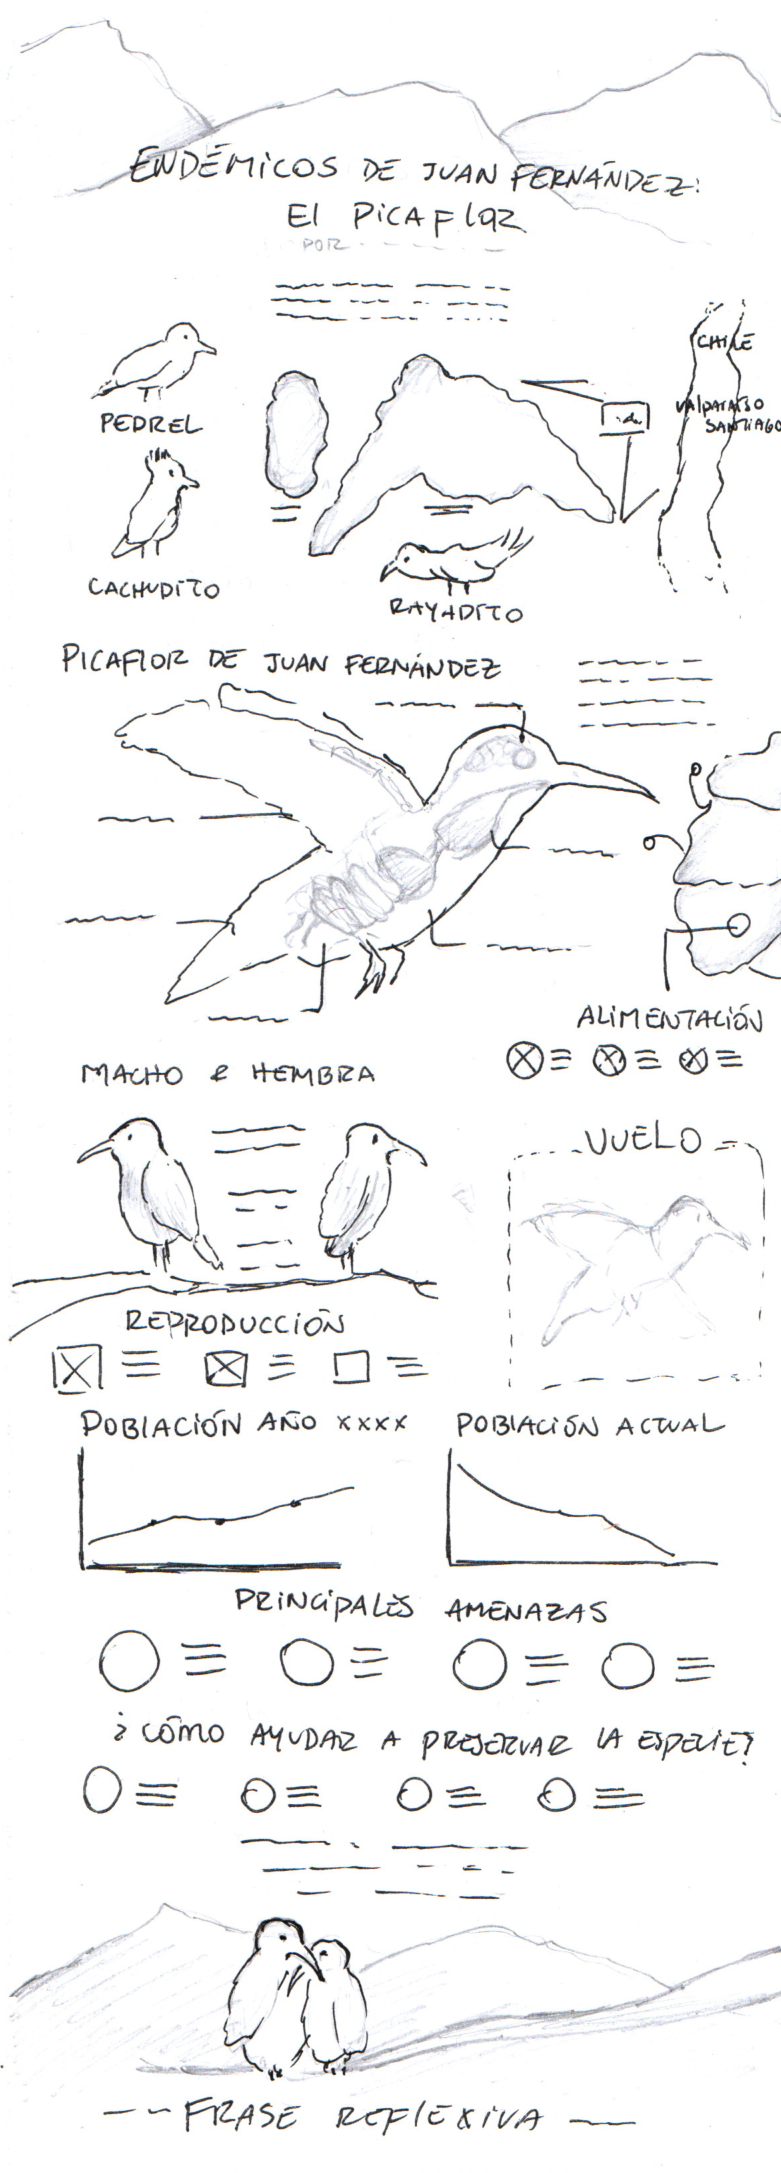 ENDÉMICOS DE JUAN FERNÁNDEZ:
El PICAFlOR
POR
CHILE
VAlPARAISO
SANTIAGO
PEDREL
CACHUDITO
RAYADITO
PICAFlOR DE JUAN FERNÁNDEZ
ALIMENTACIÓN
MACHO & HEMBRA
VUELO
REPRODUCCIÓN
POBlACIÓN AÑO XXXX
POBlACIÓN ACTUAL
PRINCIPALES AMENAZAS
¿CÓMO AYUDAR A PRESERVAR LA ESPECIE?
FRASE REFlEXIVA